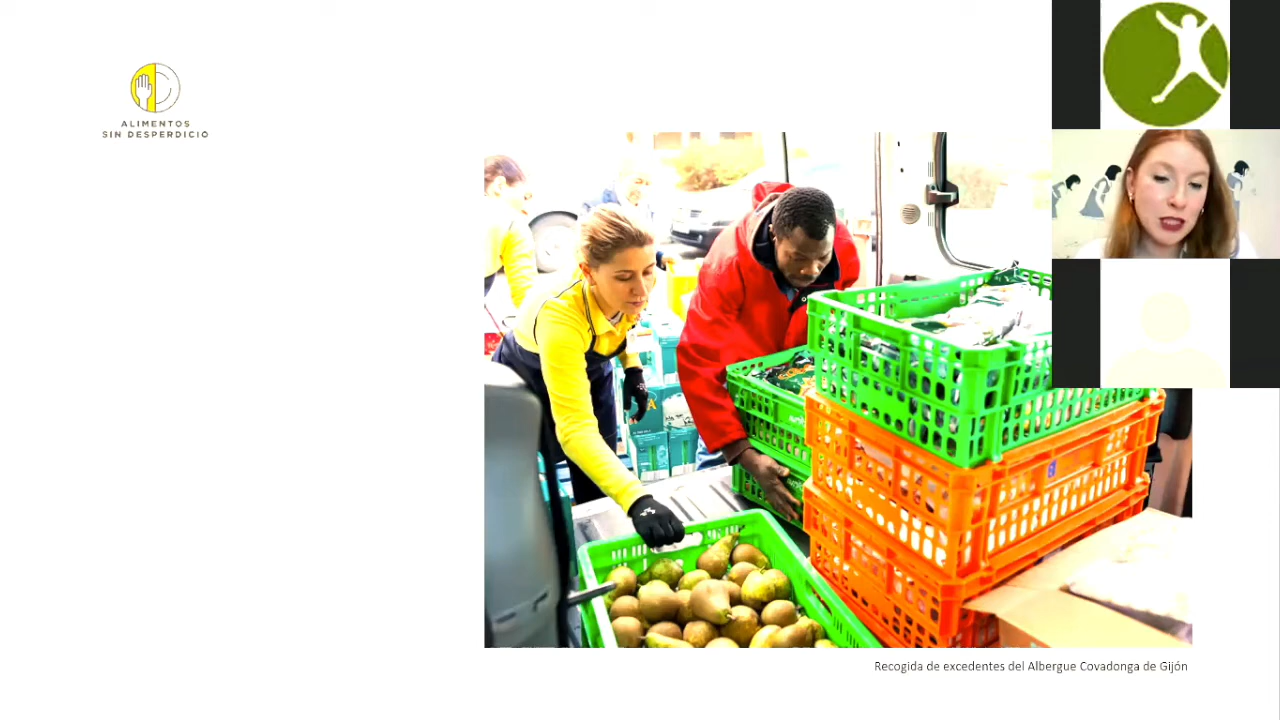 ALIMENTOS
SIN DESPERDICIO
Recogida de excedentes del Albergue Covadonga de Gijón